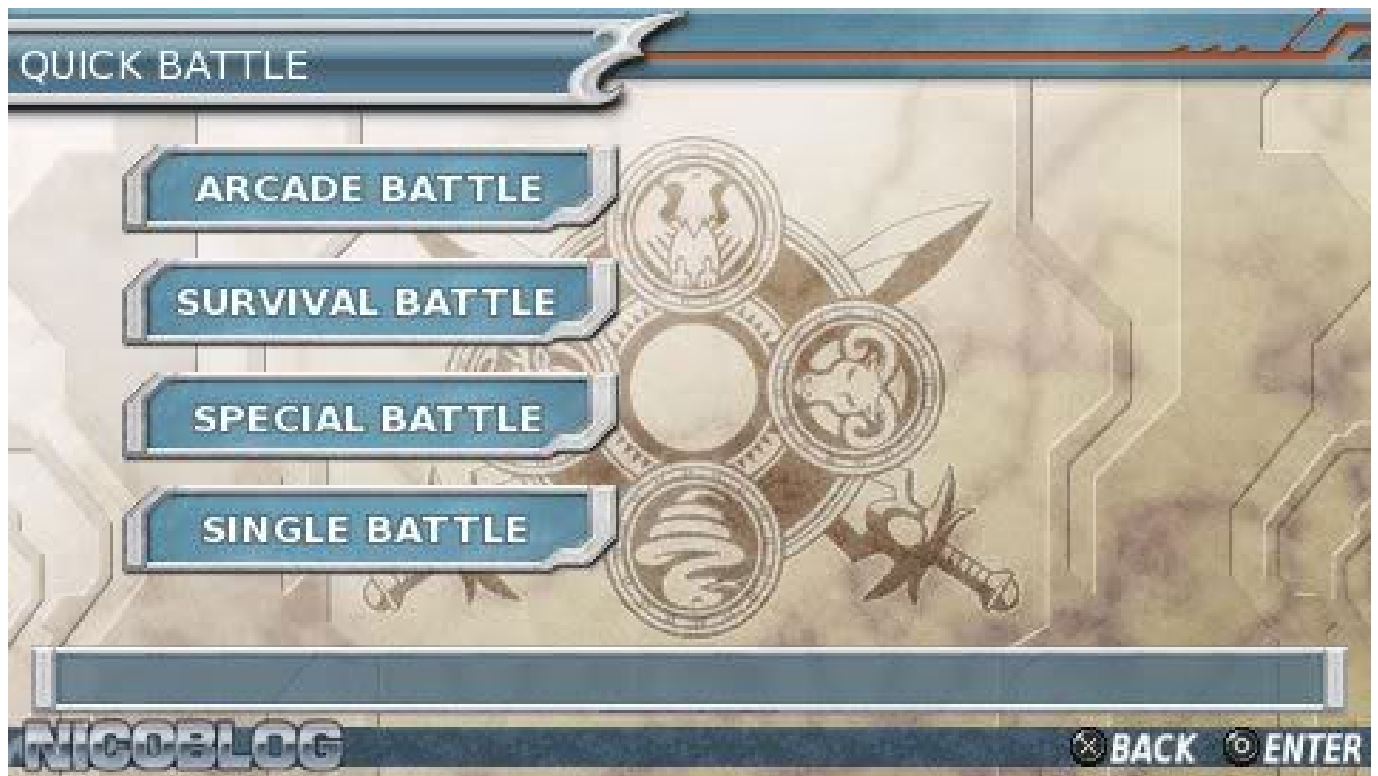 QUICK BATTLE
ARCADE BATTLE
SURVIVAL BATTLE
SPECIAL BATTLE
SINGLE BATTLE
NICOBLOG
BACK ENTER